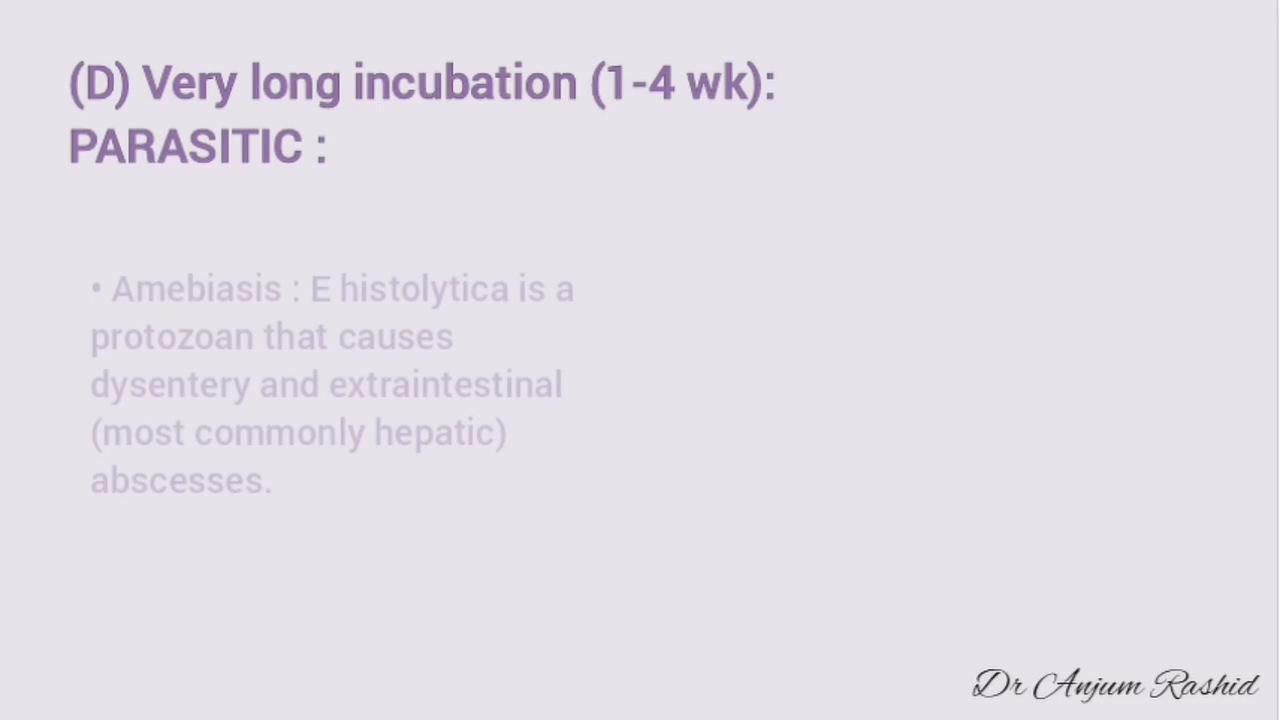 (D) Very long incubation (1-4 wk):
PARASITIC :
• Amebiasis : E histolytica is a
protozoan that causes
dysentery and extraintestinal
(most commonly hepatic)
abscesses.
Dr Anjum Rashid